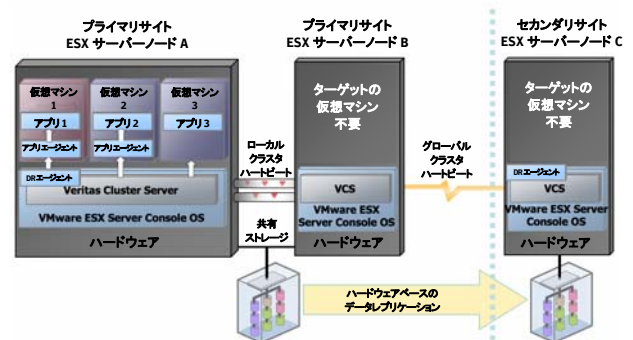 プライマリサイト
ESX サーバーノード A
プライマリサイト
ESX サーバーノード B
セカンダリサイト
ESX サーバーノード C
仮想マシン
1
アプリ1
アプリエージェント
仮想マシン
2
アプリ2
アプリエージェント
仮想マシン
3
アプリ3
DRエージェント
Veritas Cluster Server
VMware ESX Server Console OS
ハードウェア
ローカル
クラスタ
ハートビート
共有
ストレージ
ターゲットの
仮想マシン
不要
VCS
VMware ESX
Server Console OS
ハードウェア
グローバル
クラスタ
ハートビート
ターゲットの
仮想マシン
不要
DRエージェント
VCS
VMware ESX
Server Console OS
ハードウェア
ハードウェアベースの
データレプリケーション